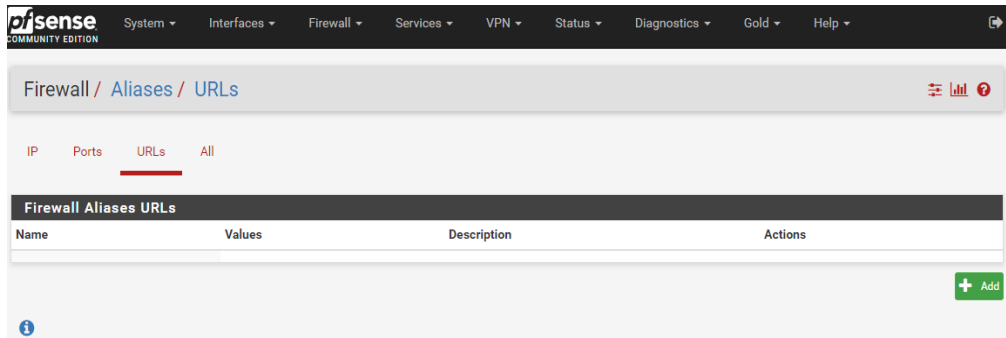 pfsense System Interfaces Firewall Services VPN Status Diagnostics Gold Help
COMMUNITY EDITION
Firewall / Aliases / URLs
IP Ports URLs All
Firewall Aliases URLs
Name Values Description Actions
Add